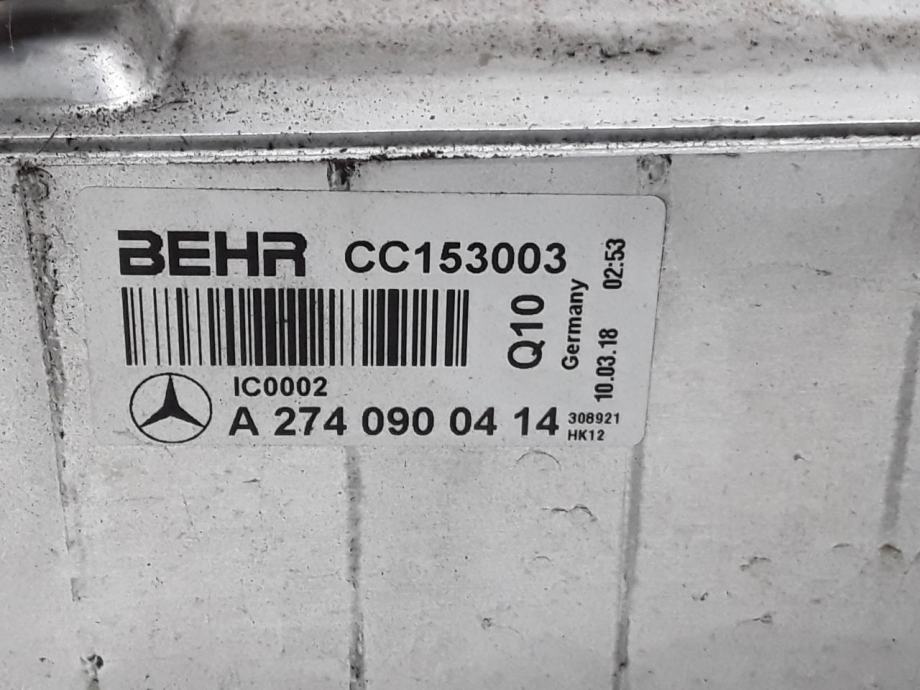 BEHR CC153003
Q10
Germany
10.03.18 02:53
IC0002
A 274 090 04 14
308921
HK12